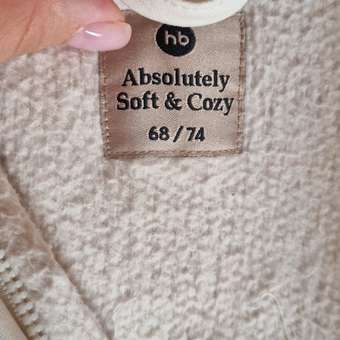 hb
Absolutely
Soft & Cozy
68 / 74